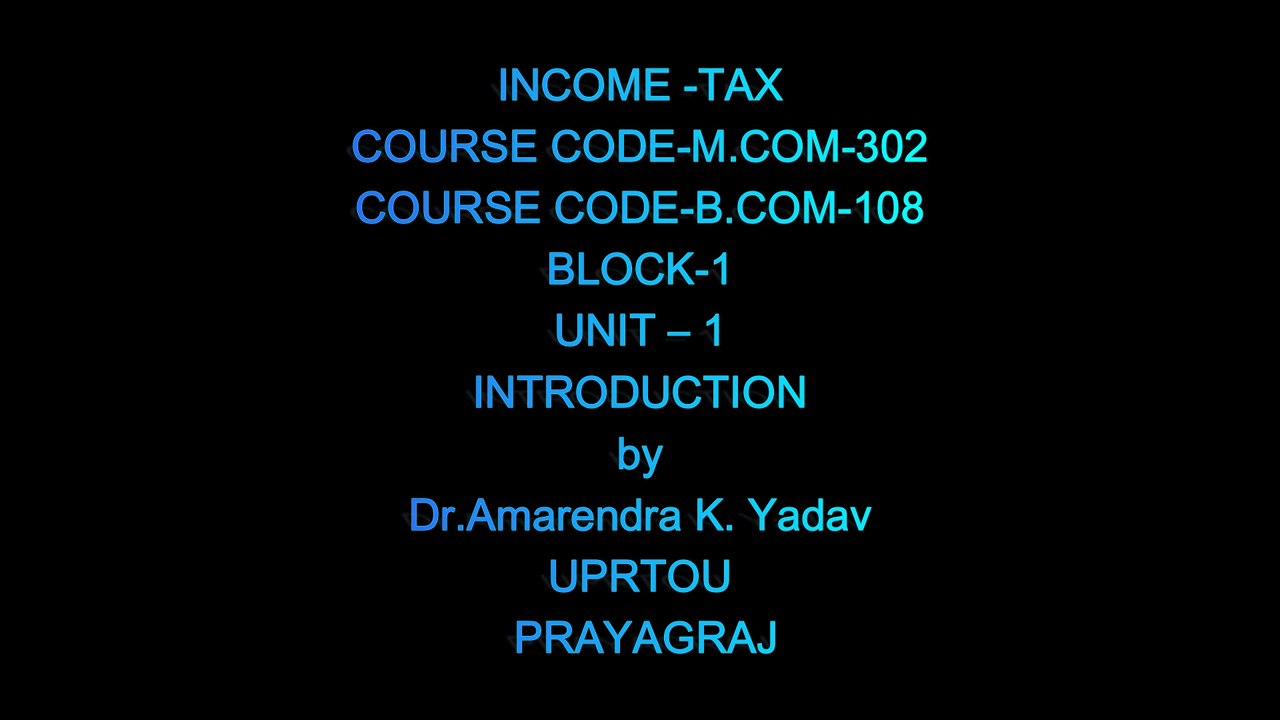 INCOME -TAX
COURSE CODE-M.COM-302
COURSE CODE-B.COM-108
BLOCK-1
UNIT – 1
INTRODUCTION
by
Dr.Amarendra K. Yadav
UPRTOU
PRAYAGRAJ